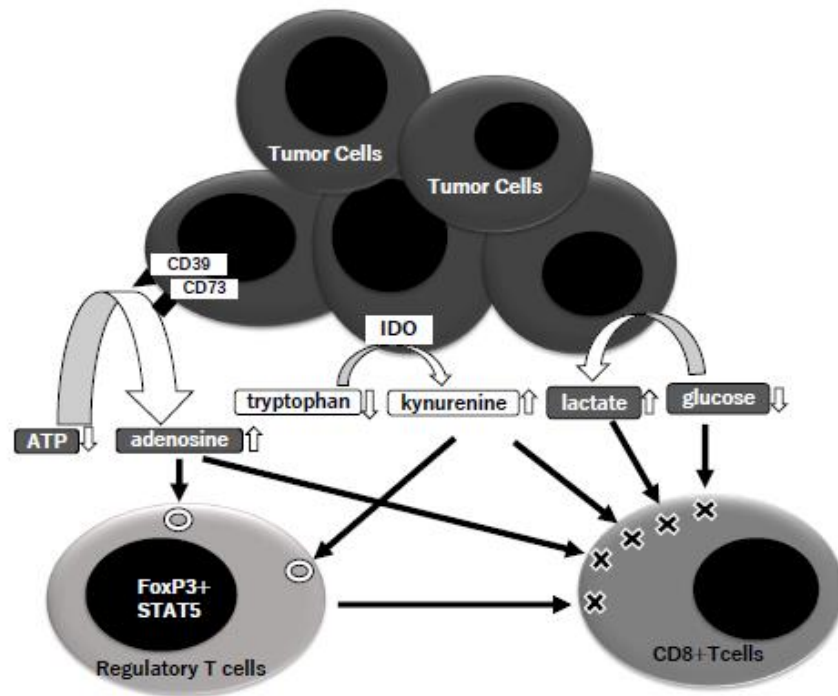 Tumor Cells
Tumor Cells
CD39
CD73
IDO
tryptophan
kynurenine
lactate
glucose
ATP
adenosine
FoxP3+
STAT5
Regulatory T cells
CD8+Tcells